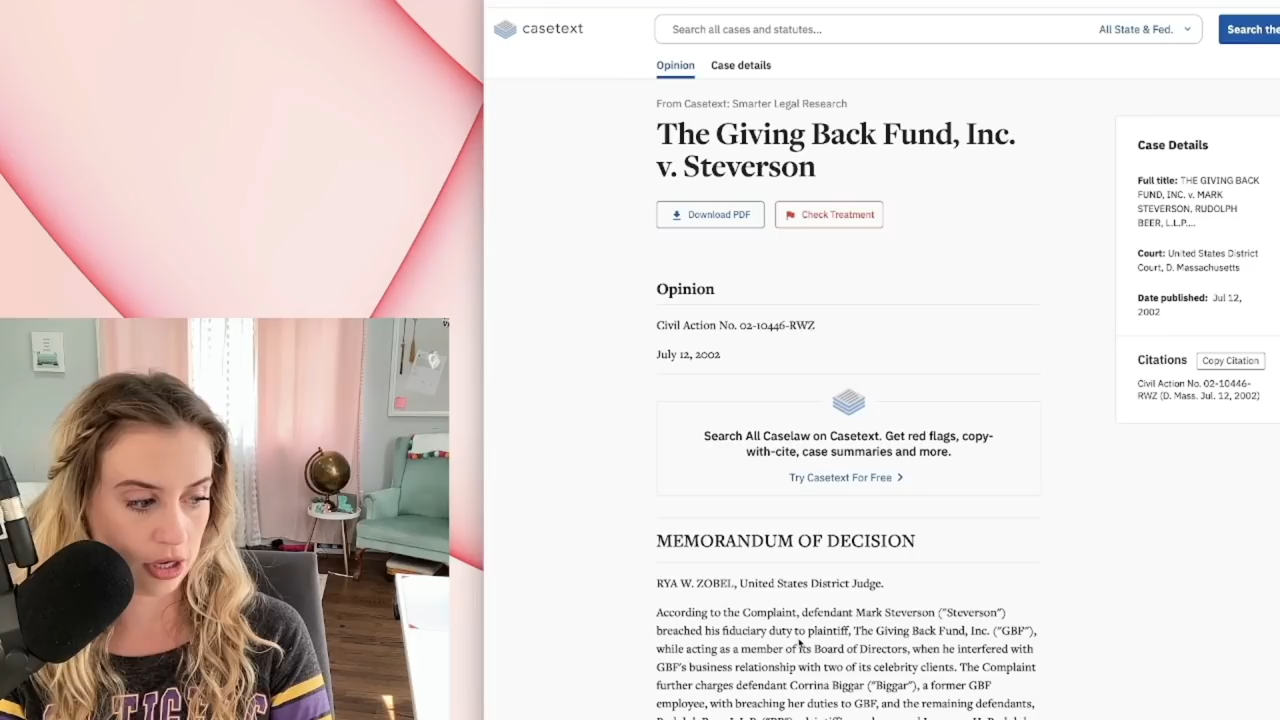 casetext
Search all cases and statutes...
All State & Fed.
Search the
Opinion
Case details
From Casetext: Smarter Legal Research
The Giving Back Fund, Inc.
v. Steverson
Download PDF
Check Treatment
Opinion
Civil Action No. 02-10446-RWZ
July 12, 2002
Search All Caselaw on Casetext. Get red flags, copy-
with-cite, case summaries and more.
Try Casetext For Free
MEMORANDUM OF DECISION
RYA W. ZOBEL, United States District Judge.
According to the Complaint, defendant Mark Steverson ("Steverson")
breached his fiduciary duty to plaintiff, The Giving Back Fund, Inc. ("GBF"),
while acting as a member of its Board of Directors, when he interfered with
GBF's business relationship with two of its celebrity clients. The Complaint
further charges defendant Corrina Biggar ("Biggar"), a former GBF
employee, with breaching her duties to GBF, and the remaining defendants,
Case Details
Full title: THE GIVING BACK
FUND, INC. v. MARK
STEVERSON, RUDOLPH
BEER, L.L.P....
Court: United States District
Court, D. Massachusetts
Date published: Jul 12,
2002
Citations
Copy Citation
Civil Action No. 02-10446-
RWZ (D. Mass. Jul. 12, 2002)